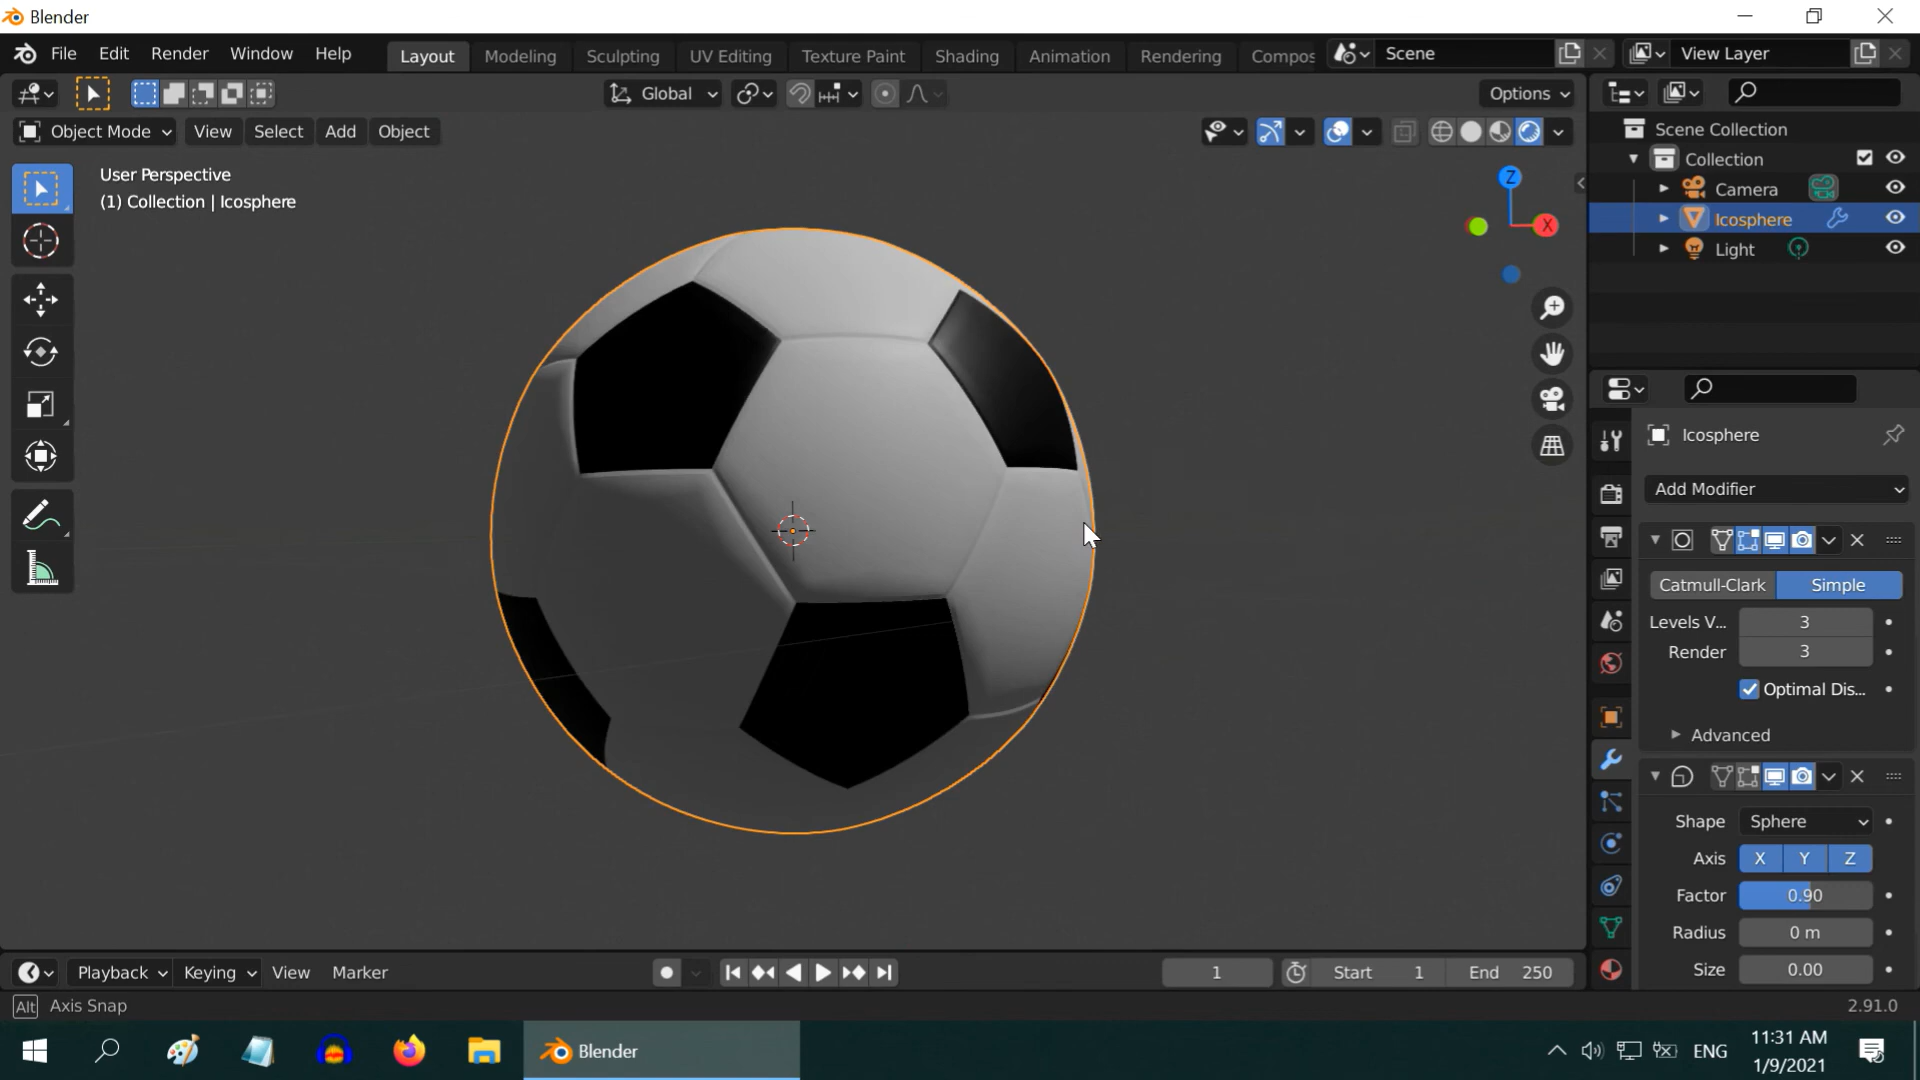 Blender
File Edit Render Window Help Layout Modeling Sculpting UV Editing Texture Paint Shading Animation Rendering Compos Scene View Layer
Global Options
Object Mode View Select Add Object
User Perspective
(1) Collection | Icosphere
Z
X
Scene Collection
Collection
Camera
Icosphere
Light
Icosphere
Add Modifier
Catmull-Clark Simple
Levels V... 3
Render 3
Optimal Dis...
Advanced
Shape Sphere
Axis X Y Z
Factor 0.90
Radius 0 m
Size 0.00
Playback Keying View Marker 1 Start 1 End 250
Alt Axis Snap 2.91.0
Blender ENG 11:31 AM
1/9/2021